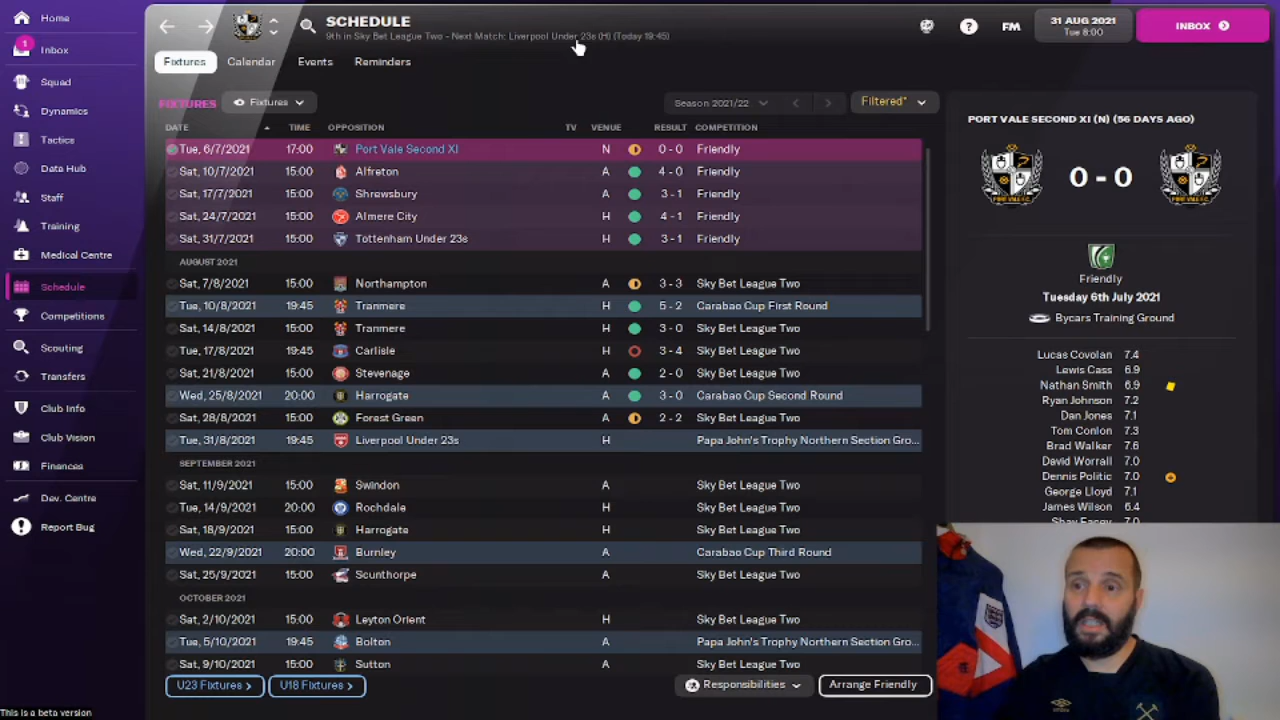 Home
SCHEDULE
9th in Sky Bet League Two - Next Match: Liverpool Under 23s (H) (Today 19:45)
FM
31 AUG 2021
Tue 8:00
INBOX
1
Inbox
Squad
Dynamics
Tactics
Data Hub
Staff
Training
Medical Centre
Schedule
Competitions
Scouting
Transfers
Club Info
Club Vision
Finances
Dev. Centre
Report Bug
This is a beta version
Fixtures Calendar Events Reminders
FIXTURES Fixtures Season 2021/22 Filtered*
DATE TIME OPPOSITION TV VENUE RESULT COMPETITION
Tue, 6/7/2021 17:00 Port Vale Second XI N 0 - 0 Friendly
Sat, 10/7/2021 15:00 Alfreton A 4 - 0 Friendly
Sat, 17/7/2021 15:00 Shrewsbury A 3 - 1 Friendly
Sat, 24/7/2021 15:00 Almere City H 4 - 1 Friendly
Sat, 31/7/2021 15:00 Tottenham Under 23s H 3 - 1 Friendly
AUGUST 2021
Sat, 7/8/2021 15:00 Northampton A 3 - 3 Sky Bet League Two
Tue, 10/8/2021 19:45 Tranmere H 5 - 2 Carabao Cup First Round
Sat, 14/8/2021 15:00 Tranmere H 3 - 0 Sky Bet League Two
Tue, 17/8/2021 19:45 Carlisle H 3 - 4 Sky Bet League Two
Sat, 21/8/2021 15:00 Stevenage A 2 - 0 Sky Bet League Two
Wed, 25/8/2021 20:00 Harrogate A 3 - 0 Carabao Cup Second Round
Sat, 28/8/2021 15:00 Forest Green A 2 - 2 Sky Bet League Two
Tue, 31/8/2021 19:45 Liverpool Under 23s H Papa John's Trophy Northern Section Gro...
SEPTEMBER 2021
Sat, 11/9/2021 15:00 Swindon A Sky Bet League Two
Tue, 14/9/2021 20:00 Rochdale H Sky Bet League Two
Sat, 18/9/2021 15:00 Harrogate H Sky Bet League Two
Wed, 22/9/2021 20:00 Burnley A Carabao Cup Third Round
Sat, 25/9/2021 15:00 Scunthorpe A Sky Bet League Two
OCTOBER 2021
Sat, 2/10/2021 15:00 Leyton Orient H Sky Bet League Two
Tue, 5/10/2021 19:45 Bolton A Papa John's Trophy Northern Section Gro...
Sat, 9/10/2021 15:00 Sutton A Sky Bet League Two
U23 Fixtures > U18 Fixtures > Responsibilities Arrange Friendly
PORT VALE SECOND XI (N) (56 DAYS AGO)
0 - 0
Friendly
Tuesday 6th July 2021
Bycars Training Ground
Lucas Covolan 7.4
Lewis Cass 6.9
Nathan Smith 6.9
Ryan Johnson 7.2
Dan Jones 7.1
Tom Conlon 7.3
Brad Walker 7.6
David Worrall 7.0
Dennis Politic 7.0
George Lloyd 7.1
James Wilson 6.4